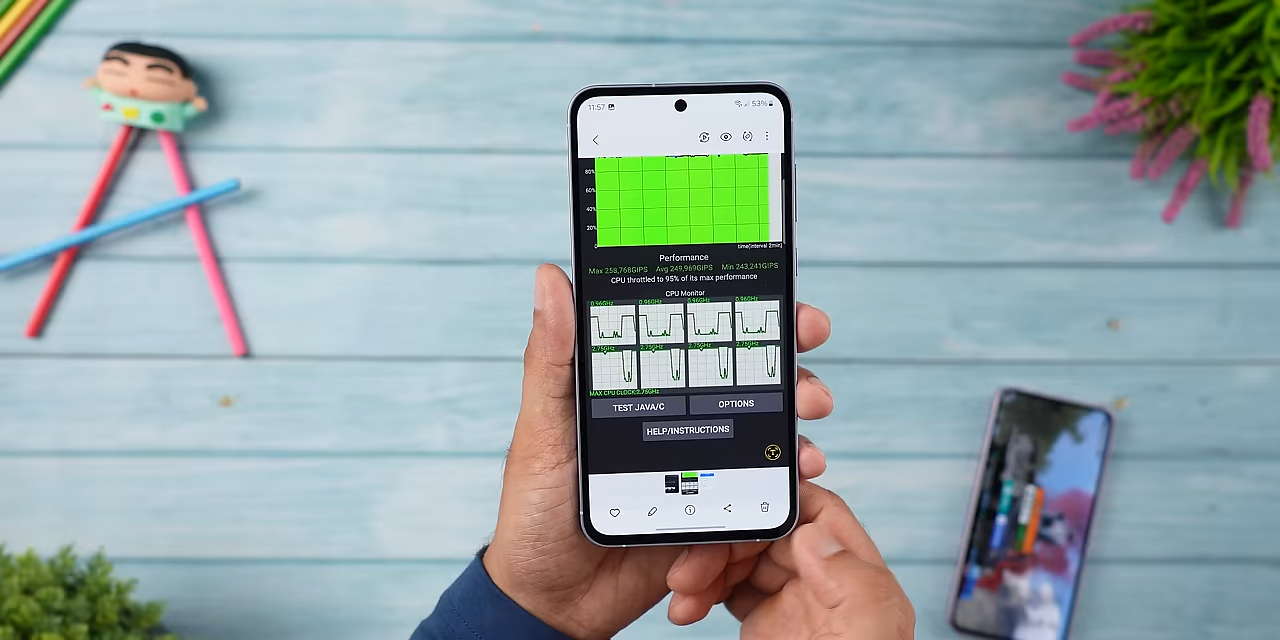 11:57 53%
80%
60%
40%
20%
0
time(interval 2min)
Performance
Max 258,768GIPS Avg 249,969GIPS Min 243,241GIPS
CPU throttled to 95% of its max performance
CPU Monitor
0.96GHz 0.96GHz 0.96GHz 0.96GHz
2.75GHz 2.75GHz 2.75GHz 2.75GHz
MAX CPU CLOCK:2.75GHz
TEST JAVA/C OPTIONS
HELP/INSTRUCTIONS